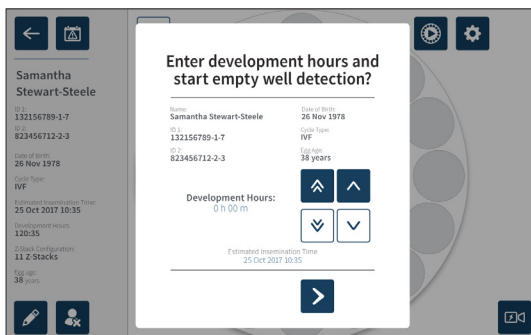 Samantha
Stewart-Steele
ID 1:
132156789-1-7
ID 2:
823456712-2-3
Date of Birth:
26 Nov 1978
Cycle Type:
IVF
Estimated Insemination Time:
25 Oct 2017 10:35
Development Hours:
120:35
Z-Stack Configuration:
11 Z-Stacks
Egg age:
38 years
Enter development hours and
start empty well detection?
Name:
Samantha Stewart-Steele
Date of Birth:
26 Nov 1978
ID 1:
132156789-1-7
Cycle Type:
IVF
ID 2:
823456712-2-3
Egg Age:
38 years
Development Hours:
0 h 00 m
Estimated Insemination Time
25 Oct 2017 10:35